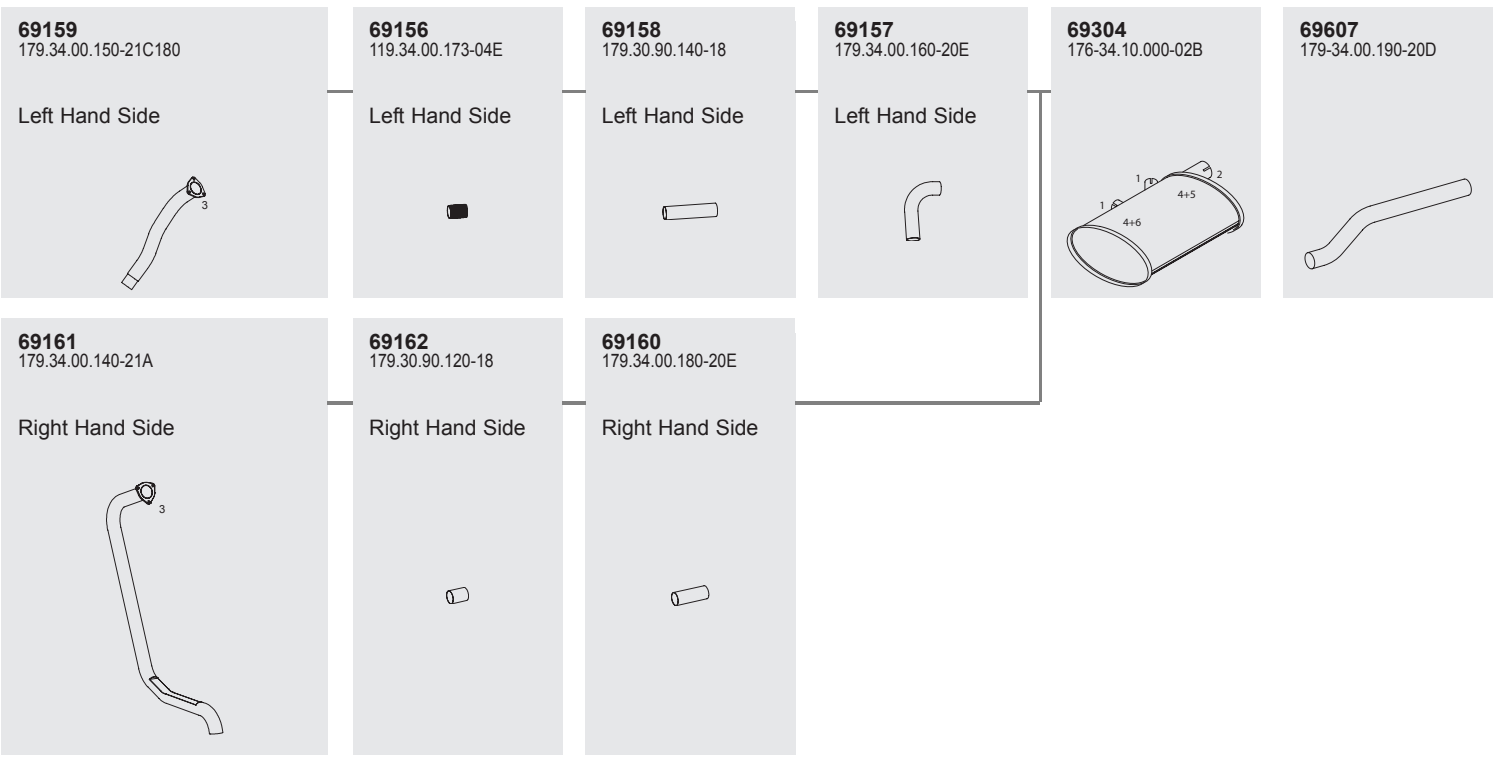 69159
179.34.00.150-21C180
Left Hand Side
3
69156
119.34.00.173-04E
Left Hand Side
69158
179.30.90.140-18
Left Hand Side
69157
179.34.00.160-20E
Left Hand Side
69304
176-34.10.000-02B
1
2
4+5
1
4+6
69607
179-34.00.190-20D
69161
179.34.00.140-21A
Right Hand Side
3
69162
179.30.90.120-18
Right Hand Side
69160
179.34.00.180-20E
Right Hand Side